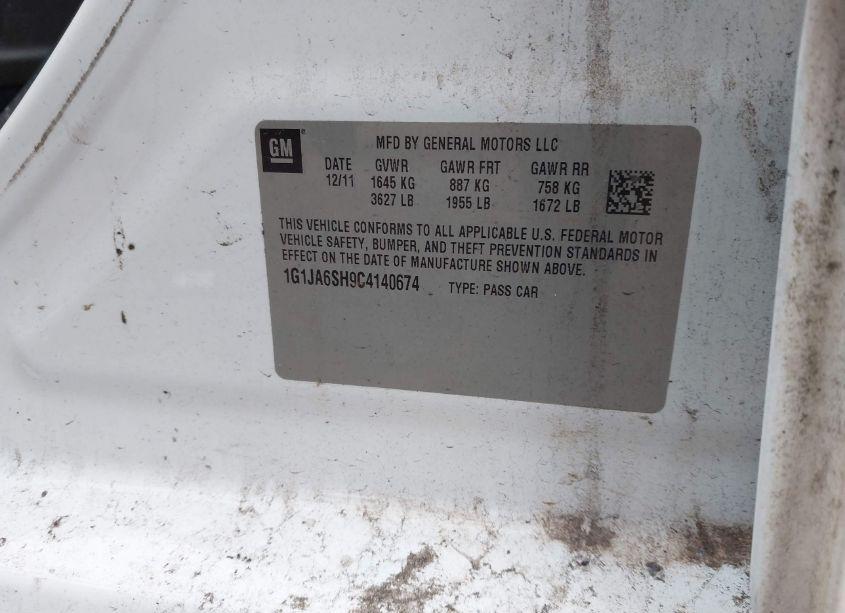 GM
MFD BY GENERAL MOTORS LLC
DATE GVWR GAWR FRT GAWR RR
12/11 1645 KG 887 KG 758 KG
3627 LB 1955 LB 1672 LB
THIS VEHICLE CONFORMS TO ALL APPLICABLE U.S. FEDERAL MOTOR
VEHICLE SAFETY, BUMPER, AND THEFT PREVENTION STANDARDS IN
EFFECT ON THE DATE OF MANUFACTURE SHOWN ABOVE.
1G1JA6SH9C4140674 TYPE: PASS CAR